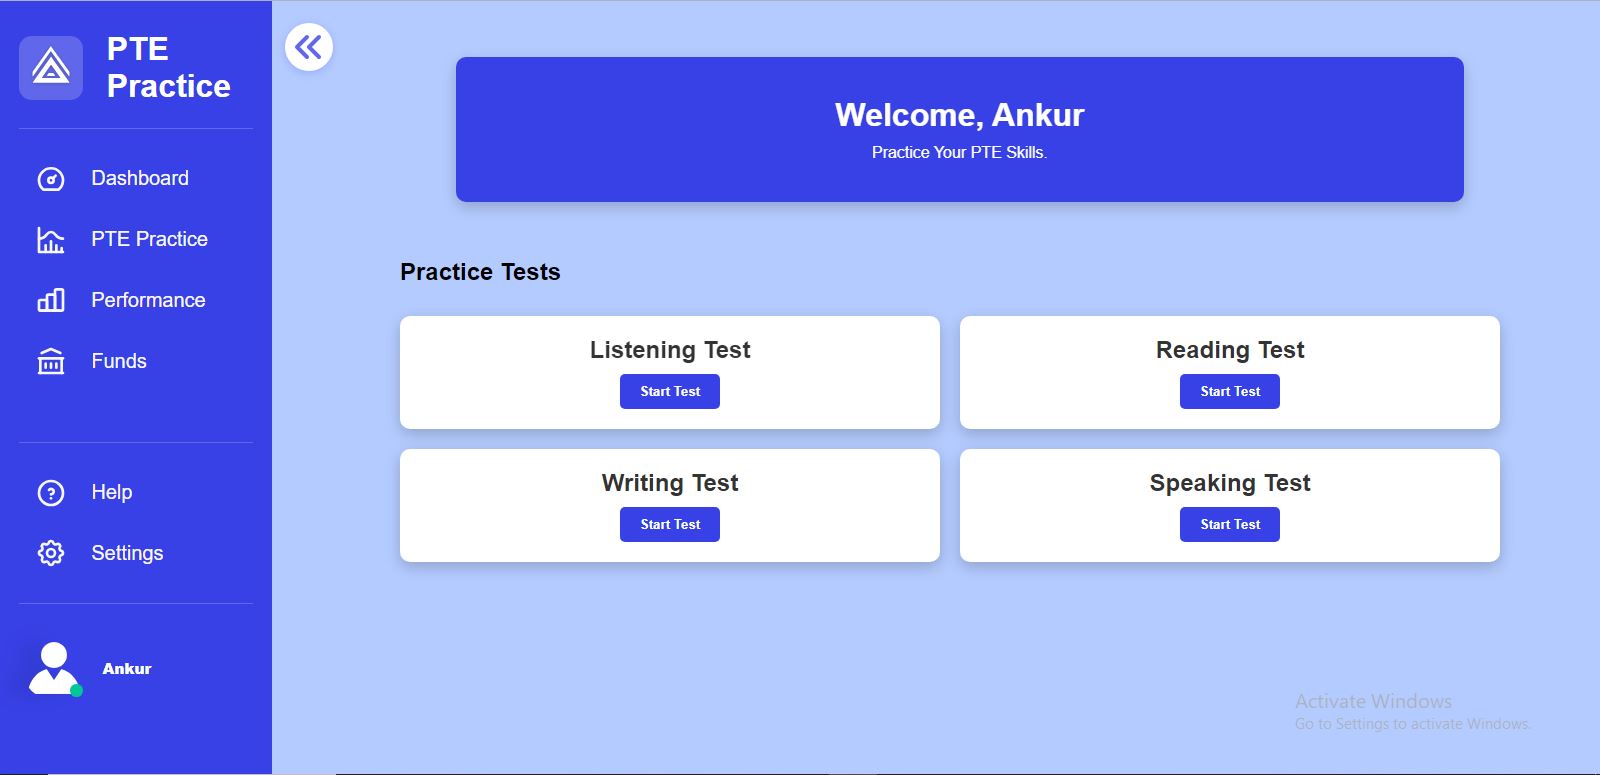 PTE
Practice
Dashboard
PTE Practice
Performance
Funds
Help
Settings
Ankur
Welcome, Ankur
Practice Your PTE Skills.
Practice Tests
Listening Test
Start Test
Reading Test
Start Test
Writing Test
Start Test
Speaking Test
Start Test
Activate Windows
Go to Settings to activate Windows.